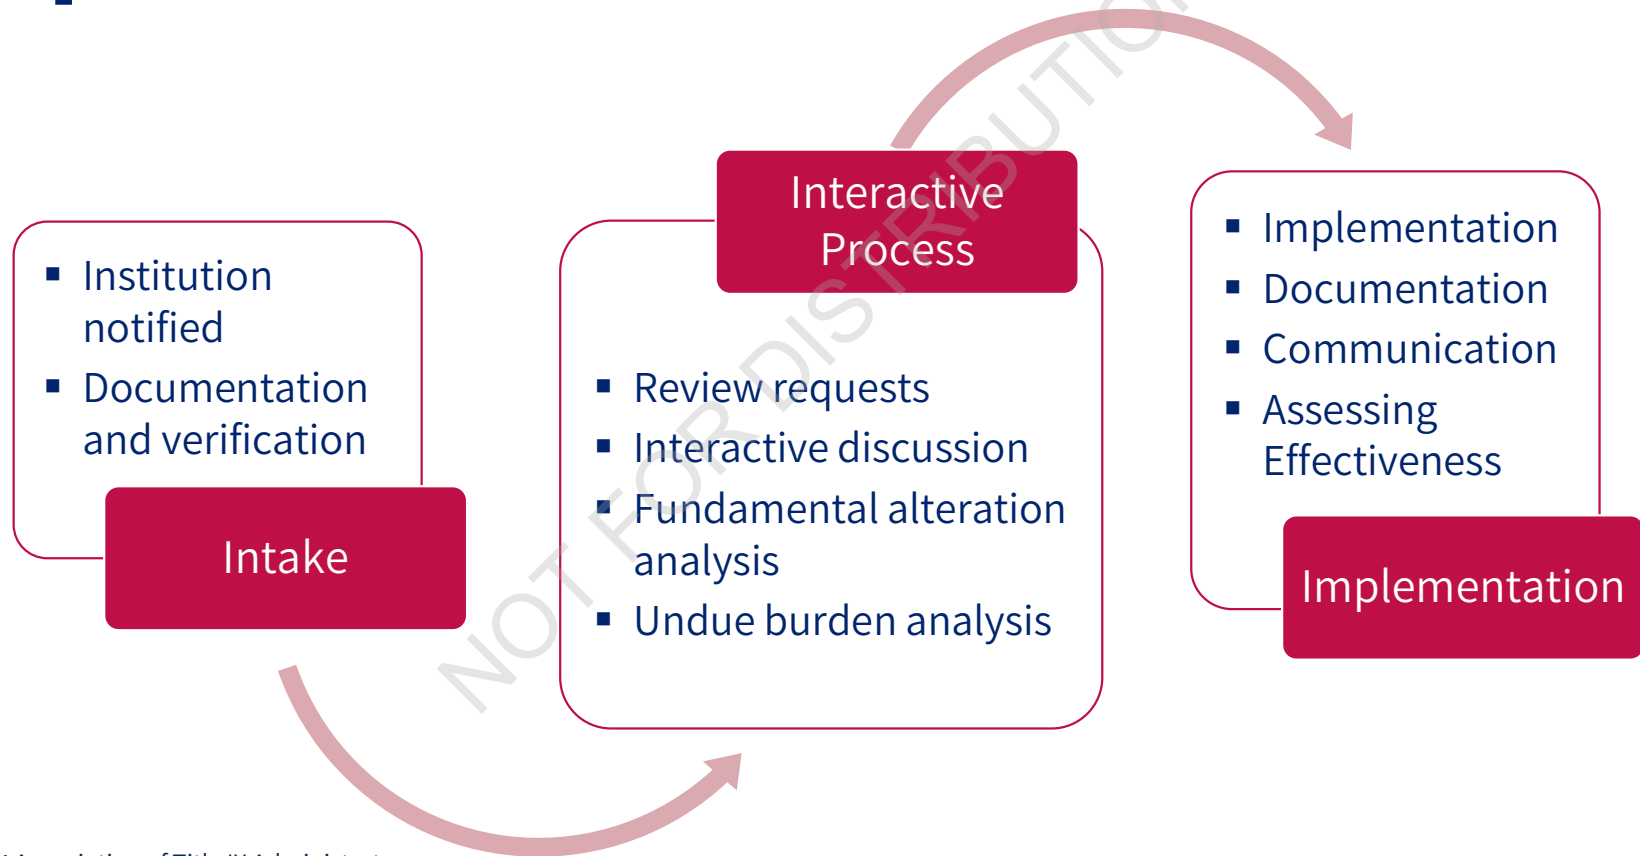 ▪ Institution
notified
▪ Documentation
and verification
Intake
Interactive
Process
▪ Review requests
▪ Interactive discussion
▪ Fundamental alteration
analysis
▪ Undue burden analysis
▪ Implementation
▪ Documentation
▪ Communication
▪ Assessing
Effectiveness
Implementation
NOT FOR DISTRIBUTION